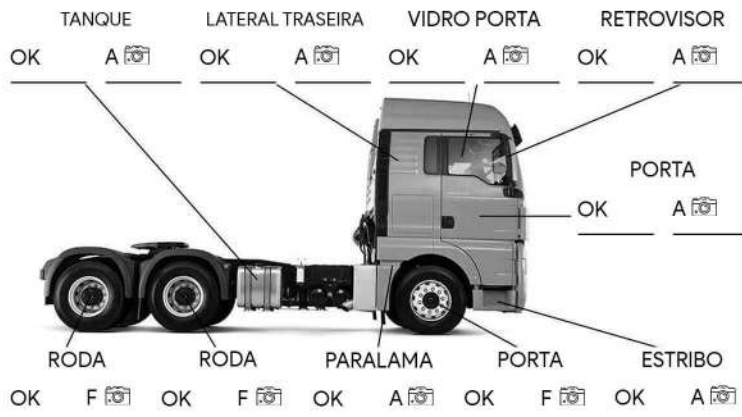 TANQUE LATERAL TRASEIRA VIDRO PORTA RETROVISOR
OK A OK A OK A OK A
PORTA
OK A
RODA RODA PARALAMA PORTA ESTRIBO
OK F OK F OK A OK F OK A